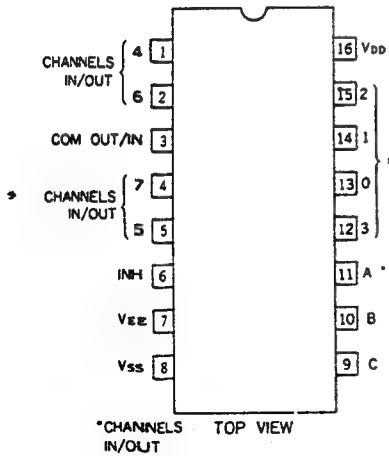 4 1 16 VDD
CHANNELS
IN/OUT
6 2 15 2
COM OUT/IN 3 14 1
* CHANNELS
IN/OUT
7 4 13 0
5 5 12 3
INH 6 11 A *
VEE 7 10 B
VSS 8 9 C
*CHANNELS
IN/OUT
TOP VIEW